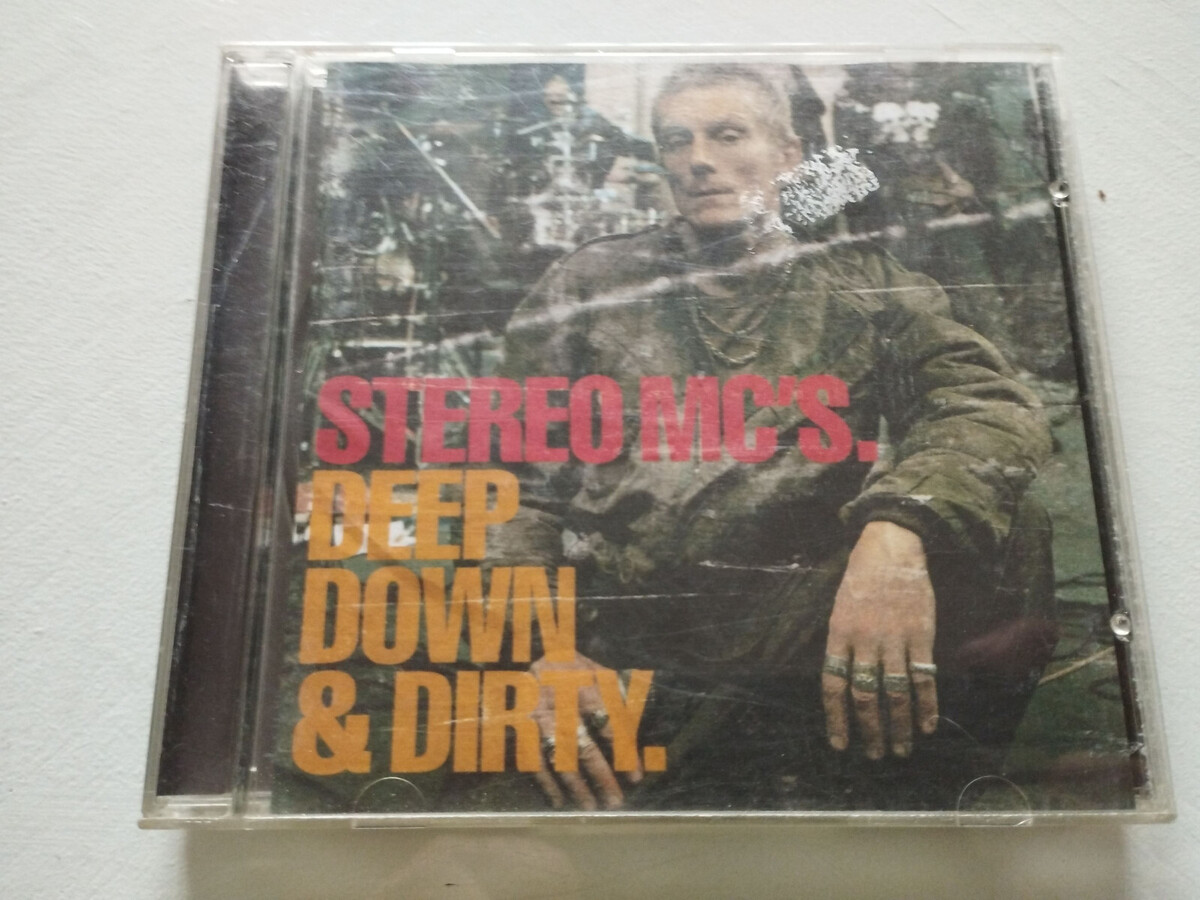 STEREO MC'S.
DEEP
DOWN
& DIRTY.